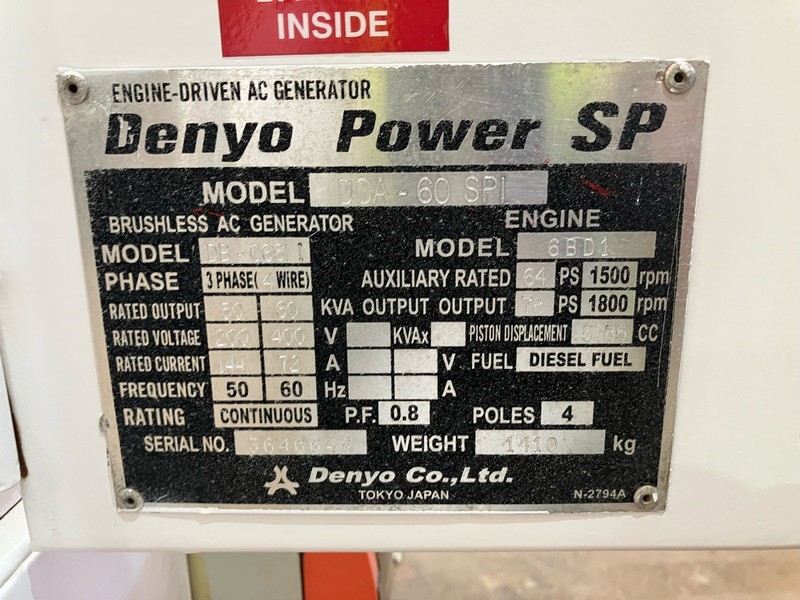 INSIDE
ENGINE-DRIVEN AC GENERATOR
Denyo Power SP
MODEL DCA-60 SPI
BRUSHLESS AC GENERATOR ENGINE
MODEL MODEL 6BD1
PHASE 3 PHASE(4 WIRE) AUXILIARY RATED 64 PS 1500 rpm
RATED OUTPUT 50 60 KVA OUTPUT OUTPUT PS 1800 rpm
RATED VOLTAGE 200 400 V KVAx PISTON DISPLACEMENT CC
RATED CURRENT 144 72 A V FUEL DIESEL FUEL
FREQUENCY 50 60 Hz A
RATING CONTINUOUS P.F. 0.8 POLES 4
SERIAL NO. WEIGHT 1410 kg
Denyo Co.,Ltd.
TOKYO JAPAN N-2794A